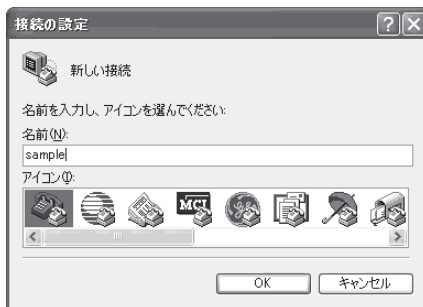 接続の設定
新しい接続
名前を入力し、アイコンを選んでください:
名前(N):
sample
アイコン(I):
MCI
OK
キャンセル